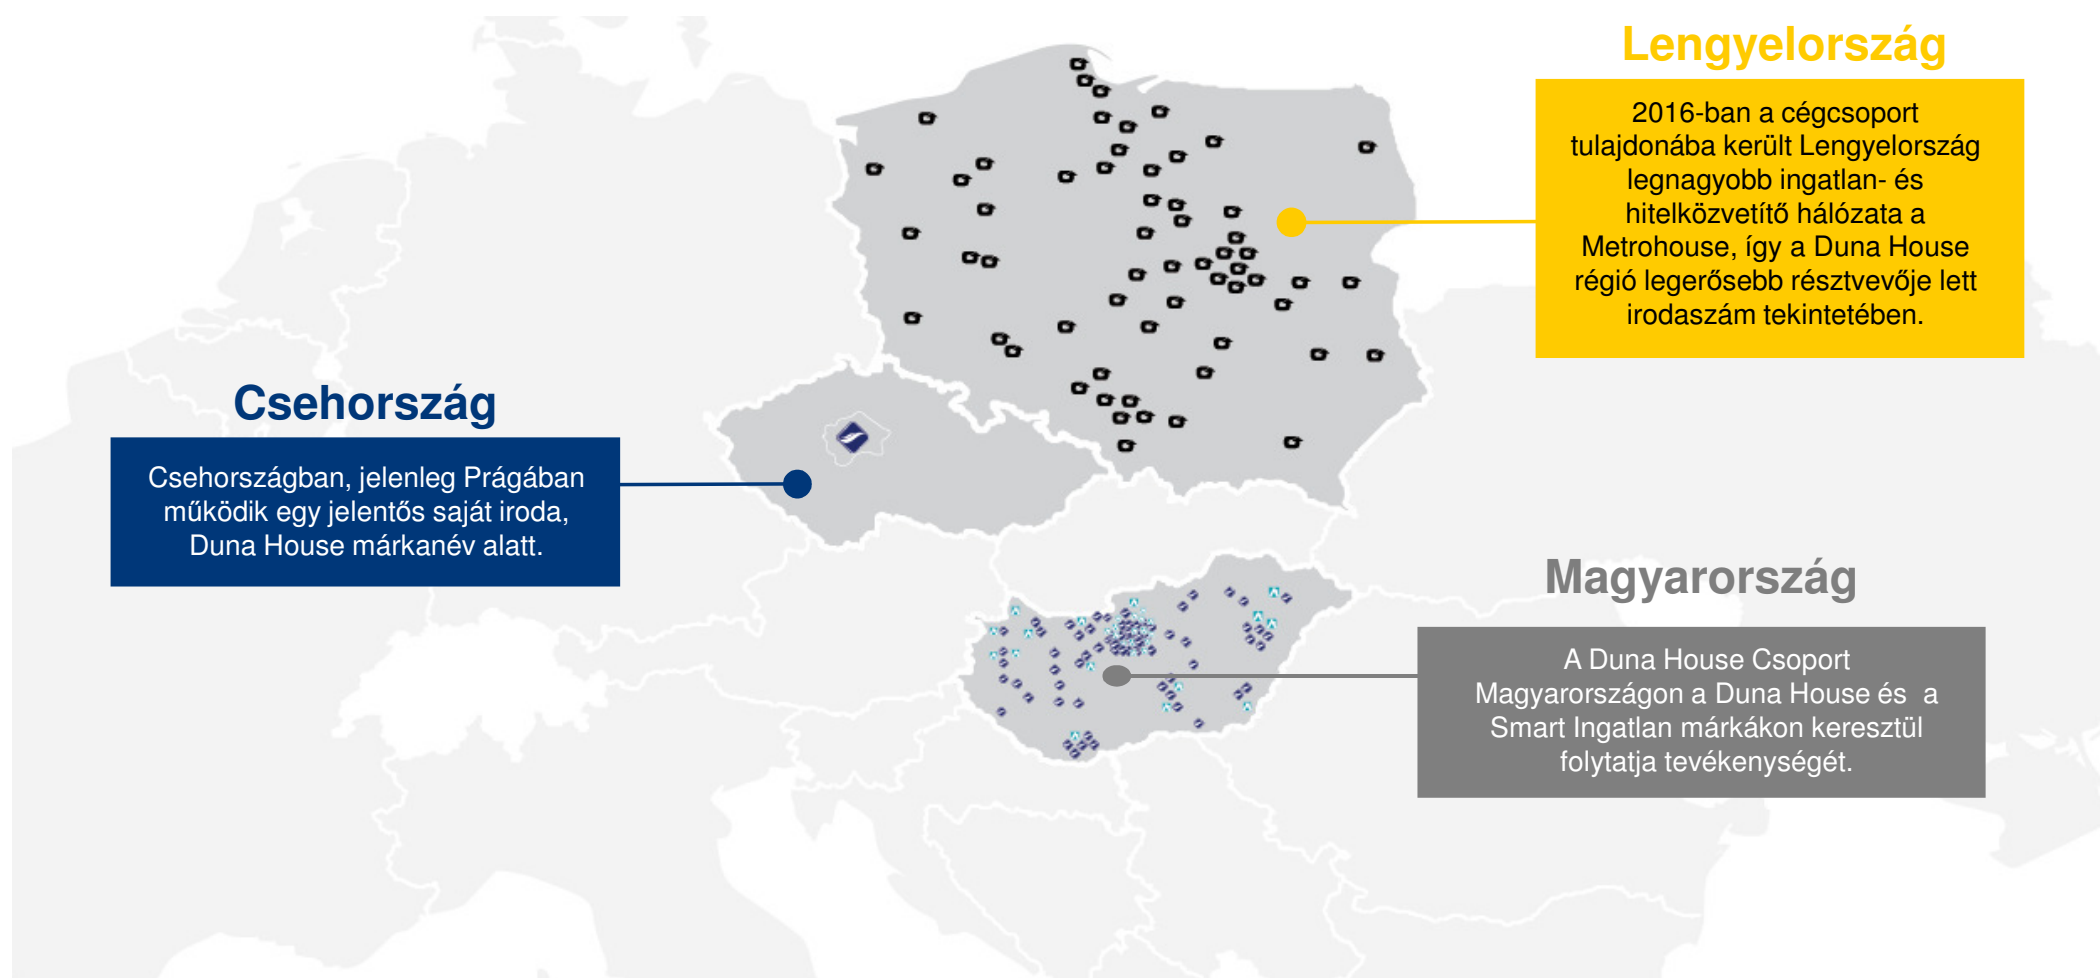 Lengyelország
2016-ban a cégcsoport
tulajdonába került Lengyelország
legnagyobb ingatlan- és
hitelközvetítő hálózata a
Metrohouse, így a Duna House
régió legerősebb résztvevője lett
irodaszám tekintetében.
Csehország
Csehországban, jelenleg Prágában
működik egy jelentős saját iroda,
Duna House márkanév alatt.
Magyarország
A Duna House Csoport
Magyarországon a Duna House és  a
Smart Ingatlan márkákon keresztül
folytatja tevékenységét.